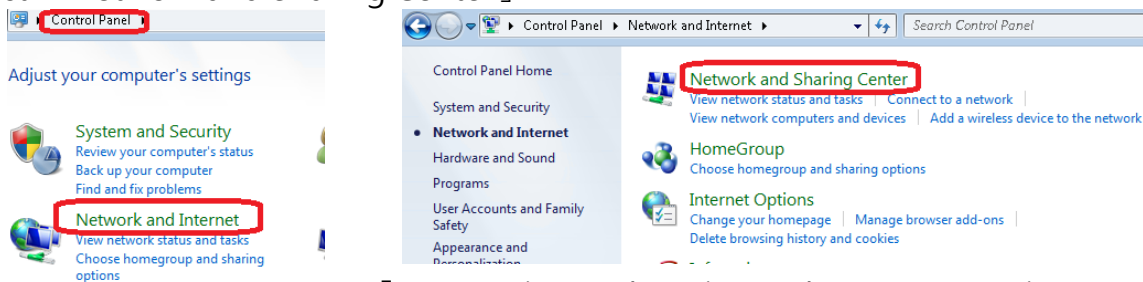 Control Panel
Adjust your computer's settings
System and Security
Review your computer's status
Back up your computer
Find and fix problems
Network and Internet
View network status and tasks
Choose homegroup and sharing
options
Control Panel Network and Internet
Search Control Panel
Control Panel Home
System and Security
Network and Internet
Hardware and Sound
Programs
User Accounts and Family
Safety
Appearance and
Personalization
Network and Sharing Center
View network status and tasks Connect to a network
View network computers and devices Add a wireless device to the network
HomeGroup
Choose homegroup and sharing options
Internet Options
Change your homepage Manage browser add-ons
Delete browsing history and cookies